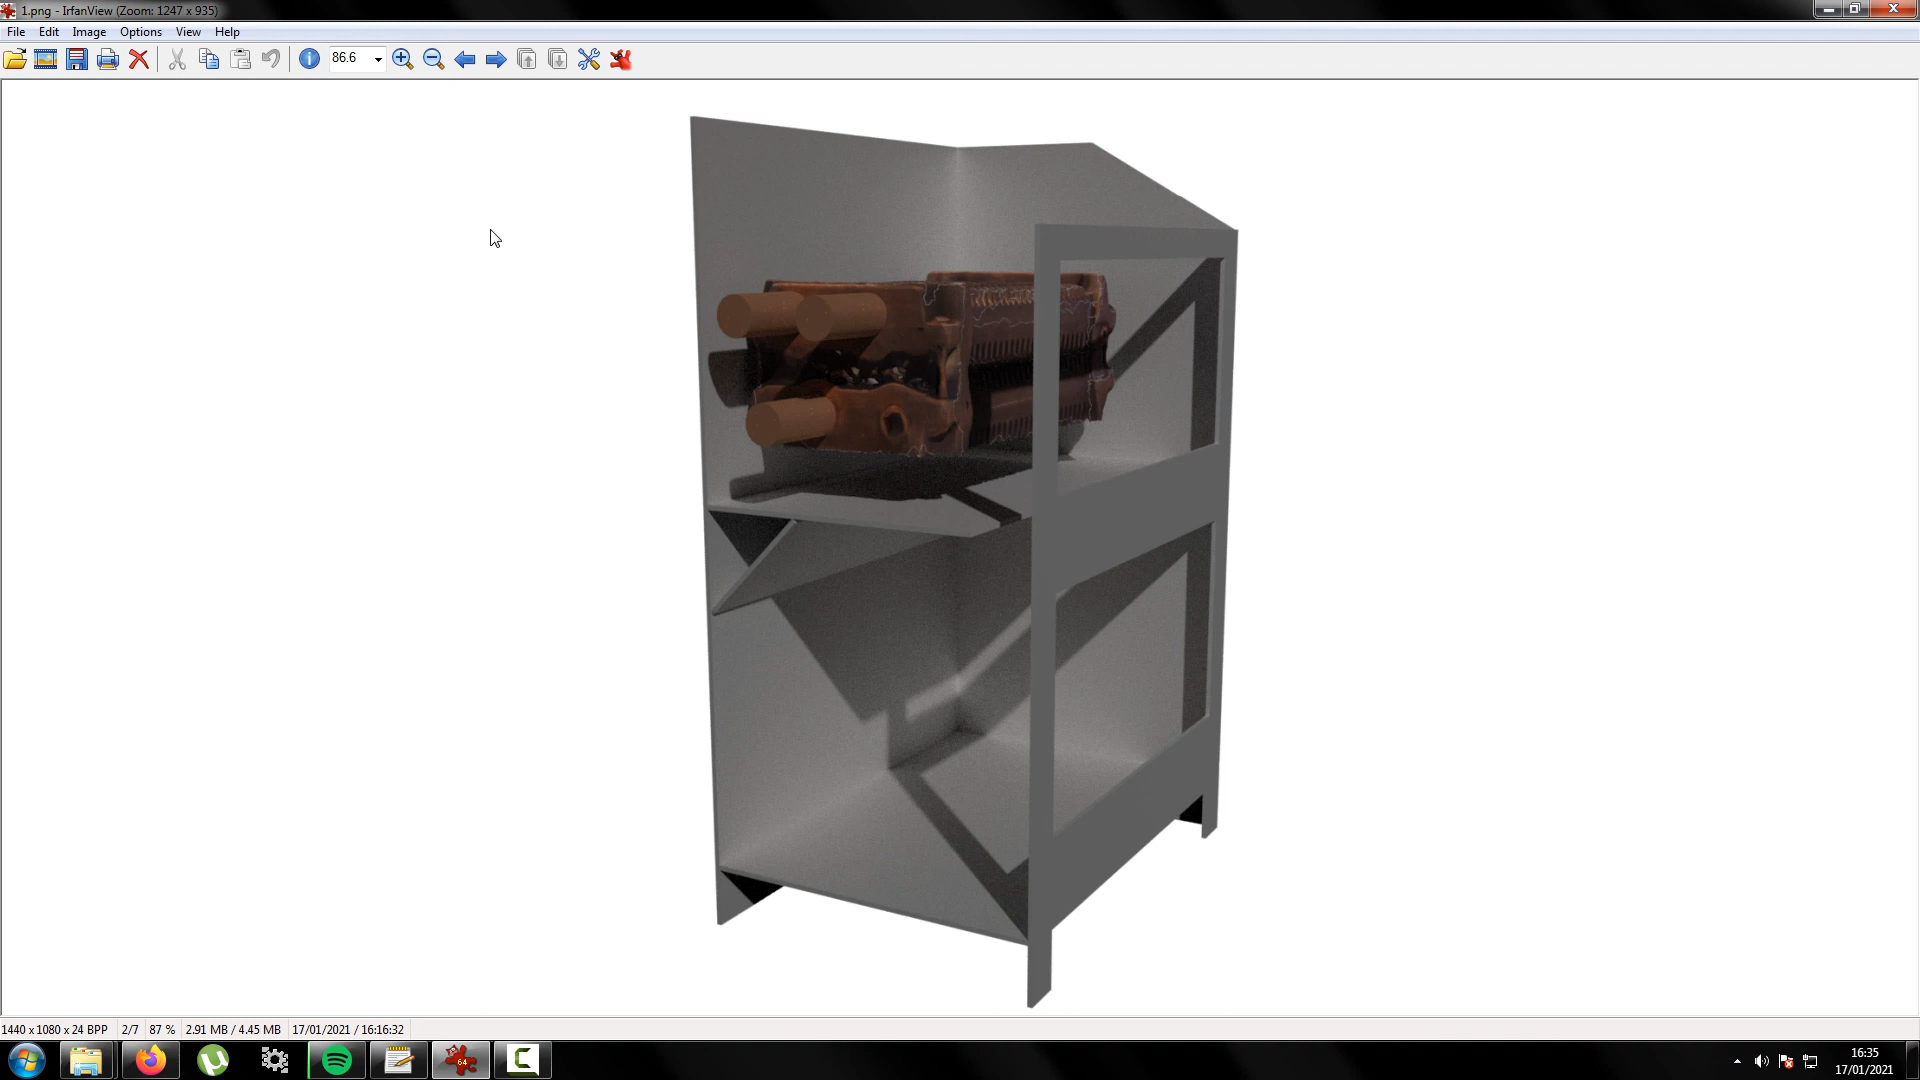 1.png - IrfanView (Zoom: 1247 x 935)
File Edit Image Options View Help
86.6
1440 x 1080 x 24 BPP 2/7 87 % 2.91 MB / 4.45 MB 17/01/2021 / 16:16:32
64
16:35
17/01/2021